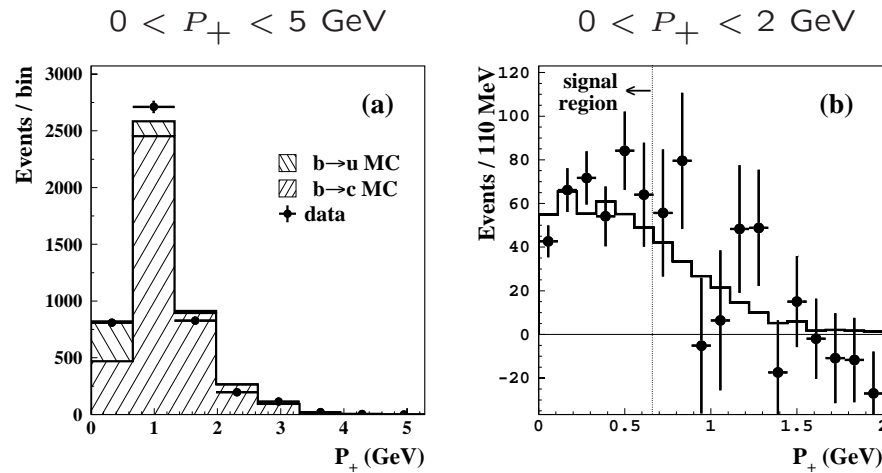 0 < P₊ < 5 GeV
0 < P₊ < 2 GeV
Events / bin
3000
2500
2000
1500
1000
500
0
(a)
b→u MC
b→c MC
data
0 1 2 3 4 5
P₊ (GeV)
Events / 110 MeV
120
100
80
60
40
20
0
-20
signal
region
(b)
0 0.5 1 1.5 2
P₊ (GeV)